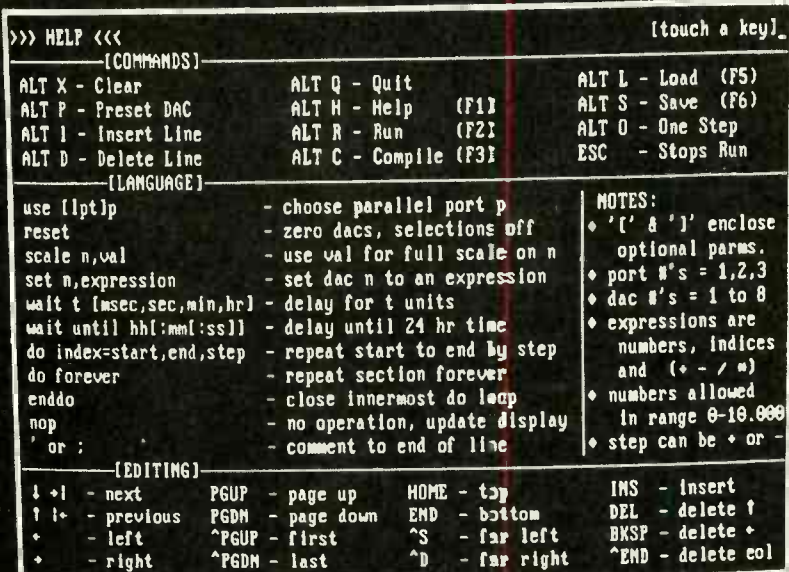 >>> HELP <<< [touch a key]_
[COMMANDS]
ALT X - Clear ALT Q - Quit ALT L - Load (F5)
ALT P - Preset DAC ALT H - Help (F1) ALT S - Save (F6)
ALT I - Insert Line ALT R - Run (F2) ALT O - One Step
ALT D - Delete Line ALT C - Compile (F3) ESC - Stops Run
[LANGUAGE]
use [lpt]p - choose parallel port p
reset - zero dacs, selections off
scale n,val - use val for full scale on n
set n,expression - set dac n to an expression
wait t [msec,sec,min,hr] - delay for t units
wait until hh[:mm[:ss]] - delay until 24 hr time
do index=start,end,step - repeat start to end by step
do forever - repeat section forever
enddo - close innermost do loop
nop - no operation, update display
' or ; - comment to end of line
NOTES:
♦ '[' & ']' enclose
optional parms.
♦ port #'s = 1,2,3
♦ dac #'s = 1 to 8
♦ expressions are
numbers, indices
and (+ - / *)
♦ numbers allowed
in range 0-10.000
♦ step can be + or -
[EDITING]
↓ →| - next PGUP - page up HOME - top INS - insert
↑ |← - previous PGDN - page down END - bottom DEL - delete ↑
← - left ^PGUP - first ^S - far left BKSP - delete ←
→ - right ^PGDN - last ^D - far right ^END - delete eol